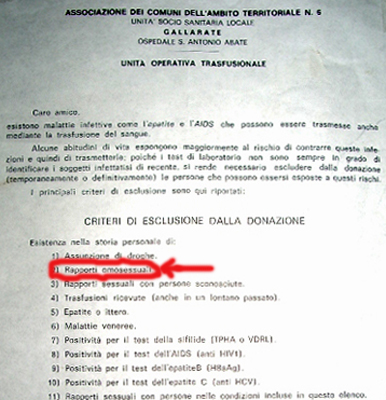 ASSOCIAZIONE DEI COMUNI DELL'AMBITO TERRITORIALE N. 6
UNITA' SOCIO SANITARIA LOCALE
GALLARATE
OSPEDALE S. ANTONIO ABATE
UNITA OPERATIVA TRASFUSIONALE
Caro amico,
esistono malattie infettive come l'epatite e l'AIDS che possono essere trasmesse anche
mediante la trasfusione del sangue.
Alcune abitudini di vita espongono maggiormente al rischio di contrarre queste infe-
zioni e quindi di trasmetterle; poiché i test di laboratorio non sono sempre in grado di
identificare i soggetti infettatisi di recente, si rende necessario escludere dalla donazione
(temporaneamente o definitivamente) le persone che possono essersi esposte a questi rischi.
I principali criteri di esclusione sono qui riportati:
CRITERI DI ESCLUSIONE DALLA DONAZIONE
Esistenza nella storia personale di:
1) Assunzione di droghe.
2) Rapporti omosessuali.
3) Rapporti sessuali con persone sconosciute.
4) Trasfusioni ricevute (anche in un lontano passato).
5) Epatite o ittero.
6) Malattie veneree.
7) Positività per il test della sifilide [TPHA o VDRL).
8) Positività per il test dell'AIDS (anti HIV1).
9) Positività per il test dell'epatiteB (HBsAg).
10) Positività per il test dell'epatite C (anti HCV).
11) Rapporti sessuali con persone nelle condizioni incluse in questo elenco.